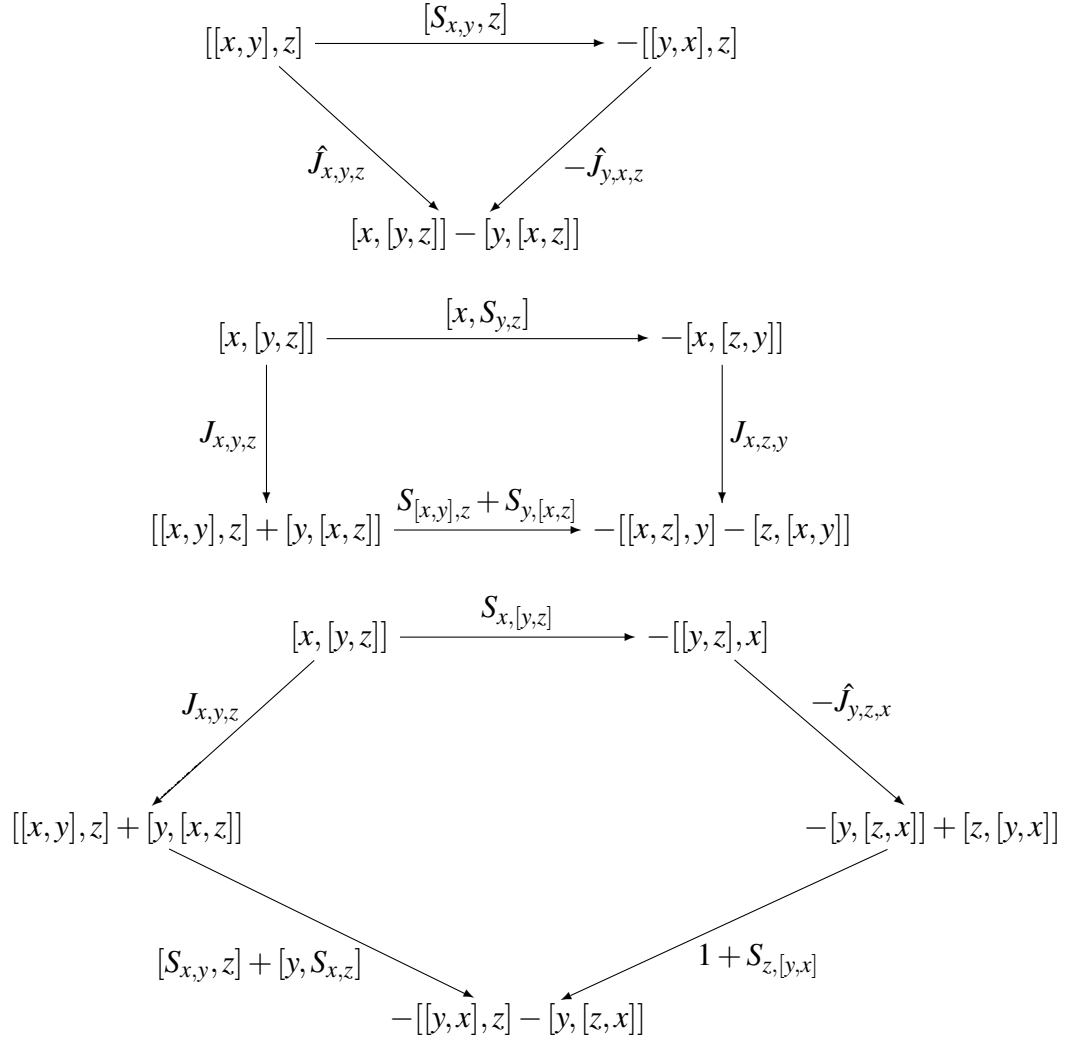 [S_{x,y}, z]
[[x, y], z] −[[y, x], z]
Ĵ_{x,y,z} −Ĵ_{y,x,z}
[x, [y, z]] − [y, [x, z]]
[x, S_{y,z}]
[x, [y, z]] −[x, [z, y]]
J_{x,y,z} J_{x,z,y}
S_{[x,y],z} + S_{y,[x,z]}
[[x, y], z] + [y, [x, z]] −[[x, z], y] − [z, [x, y]]
S_{x,[y,z]}
[x, [y, z]] −[[y, z], x]
J_{x,y,z} −Ĵ_{y,z,x}
[[x, y], z] + [y, [x, z]] −[y, [z, x]] + [z, [y, x]]
[S_{x,y}, z] + [y, S_{x,z}] 1 + S_{z,[y,x]}
−[[y, x], z] − [y, [z, x]]